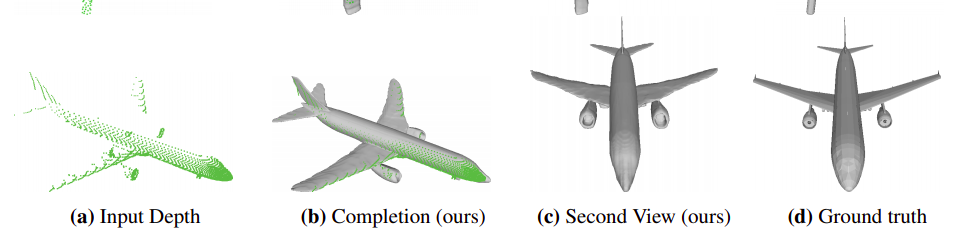 (a) Input Depth
(b) Completion (ours)
(c) Second View (ours)
(d) Ground truth